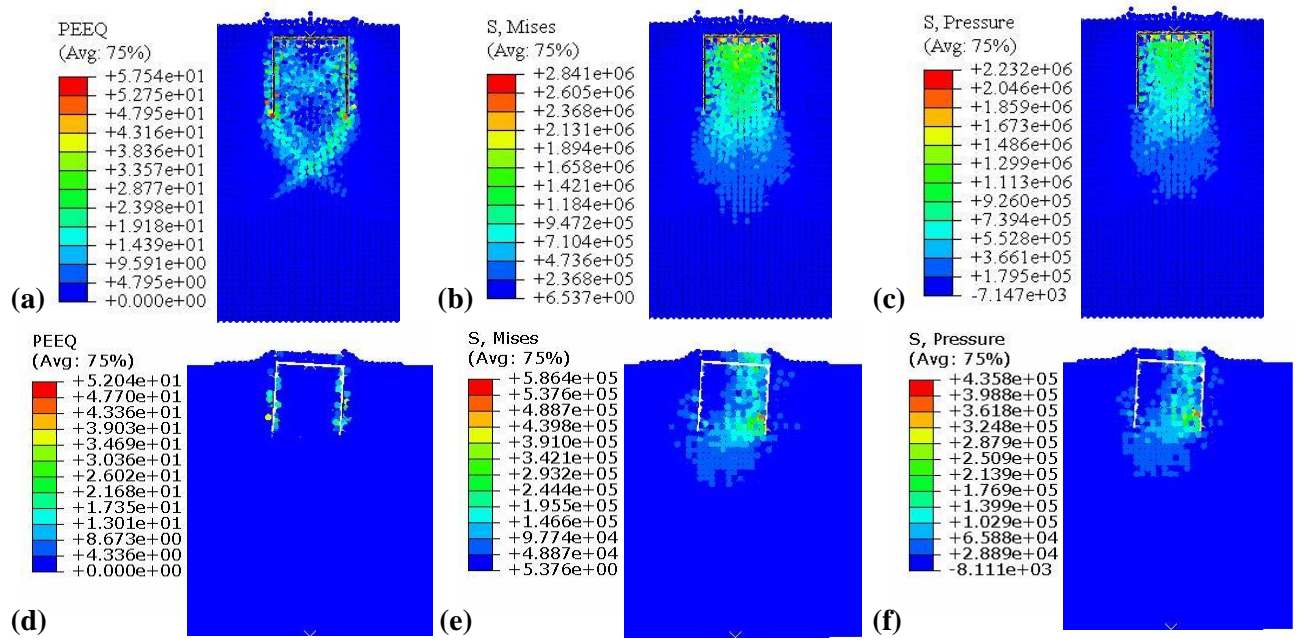 PEEQ
(Avg: 75%)
+5.754e+01
+5.275e+01
+4.795e+01
+4.316e+01
+3.836e+01
+3.357e+01
+2.877e+01
+2.398e+01
+1.918e+01
+1.439e+01
+9.591e+00
+4.795e+00
+0.000e+00
(a)
S, Mises
(Avg: 75%)
+2.841e+06
+2.605e+06
+2.368e+06
+2.131e+06
+1.894e+06
+1.658e+06
+1.421e+06
+1.184e+06
+9.472e+05
+7.104e+05
+4.736e+05
+2.368e+05
+6.537e+00
(b)
S, Pressure
(Avg: 75%)
+2.232e+06
+2.046e+06
+1.859e+06
+1.673e+06
+1.486e+06
+1.299e+06
+1.113e+06
+9.260e+05
+7.394e+05
+5.528e+05
+3.661e+05
+1.795e+05
-7.147e+03
(c)
PEEQ
(Avg: 75%)
+5.204e+01
+4.770e+01
+4.336e+01
+3.903e+01
+3.469e+01
+3.036e+01
+2.602e+01
+2.168e+01
+1.735e+01
+1.301e+01
+8.673e+00
+4.336e+00
+0.000e+00
(d)
S, Mises
(Avg: 75%)
+5.864e+05
+5.376e+05
+4.887e+05
+4.398e+05
+3.910e+05
+3.421e+05
+2.932e+05
+2.444e+05
+1.955e+05
+1.466e+05
+9.774e+04
+4.887e+04
+5.376e+00
(e)
S, Pressure
(Avg: 75%)
+4.358e+05
+3.988e+05
+3.618e+05
+3.248e+05
+2.879e+05
+2.509e+05
+2.139e+05
+1.769e+05
+1.399e+05
+1.029e+05
+6.588e+04
+2.889e+04
-8.111e+03
(f)